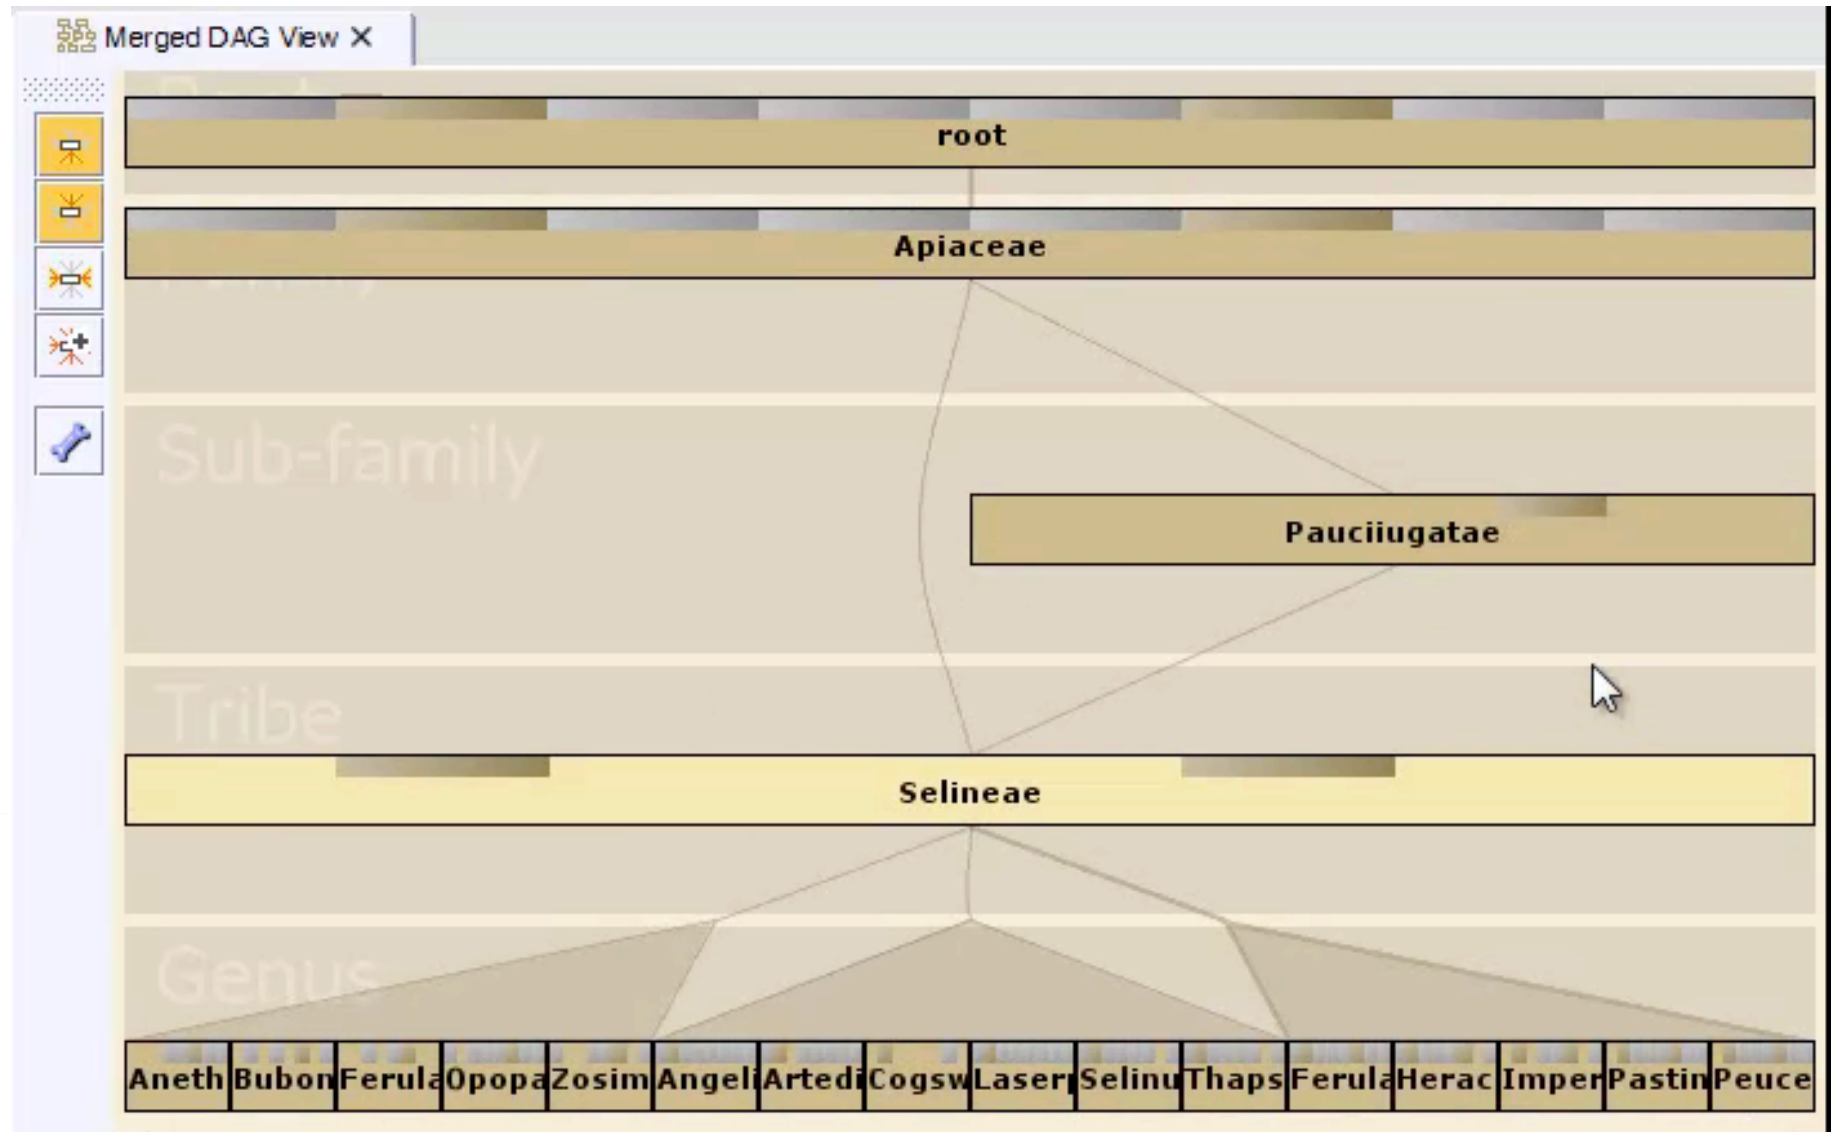 Merged DAG View X
root
Apiaceae
Sub-family
Pauciiugatae
Tribe
Selineae
Genus
Aneth Bubon Ferula Opopa Zosim Angeli Artedi Cogsw Laser Selinu Thaps Ferula Herac Imper Pastin Peuce